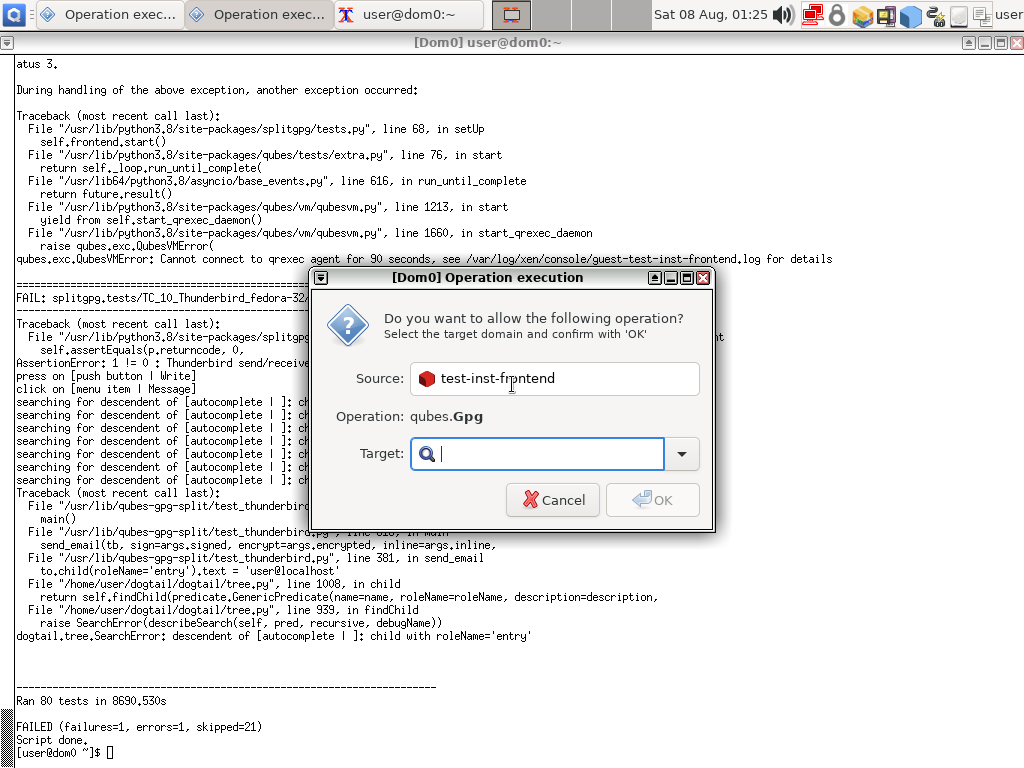 Operation exec...
Operation exec...
user@dom0:~
Sat 08 Aug, 01:25
user
[Dom0] user@dom0:~
atus 3.
During handling of the above exception, another exception occurred:
Traceback (most recent call last):
File "/usr/lib/python3.8/site-packages/splitgpg/tests.py", line 68, in setUp
self.frontend.start()
File "/usr/lib/python3.8/site-packages/qubes/tests/extra.py", line 76, in start
return self._loop.run_until_complete(
File "/usr/lib64/python3.8/asyncio/base_events.py", line 616, in run_until_complete
return future.result()
File "/usr/lib/python3.8/site-packages/qubes/vm/qubesvm.py", line 1213, in start
yield from self.start_qrexec_daemon()
File "/usr/lib/python3.8/site-packages/qubes/vm/qubesvm.py", line 1660, in start_qrexec_daemon
raise qubes.exc.QubesVMError(
qubes.exc.QubesVMError: Cannot connect to qrexec agent for 90 seconds, see /var/log/xen/console/guest-test-inst-frontend.log for details
======================================================================
FAIL: splitgpg.tests/TC_10_Thunderbird_fedora-32/
----------------------------------------------------------------------
Traceback (most recent call last):
File "/usr/lib/python3.8/site-packages/splitgpg
self.assertEquals(p.returncode, 0,
AssertionError: 1 != 0 : Thunderbird send/receive
press on [push button | Write]
click on [menu item | Message]
searching for descendent of [autocomplete | ]: ch
searching for descendent of [autocomplete | ]: ch
searching for descendent of [autocomplete | ]: ch
searching for descendent of [autocomplete | ]: ch
searching for descendent of [autocomplete | ]: ch
searching for descendent of [autocomplete | ]: ch
searching for descendent of [autocomplete | ]: ch
Traceback (most recent call last):
File "/usr/lib/qubes-gpg-split/test_thunderbird
main()
File "/usr/lib/qubes-gpg-split/test_thunderbird.py", line in main
send_email(tb, sign=args.signed, encrypt=args.encrypted, inline=args.inline,
File "/usr/lib/qubes-gpg-split/test_thunderbird.py", line 381, in send_email
to.child(roleName='entry').text = 'user@localhost'
File "/home/user/dogtail/dogtail/tree.py", line 1008, in child
return self.findChild(predicate.GenericPredicate(name=name, roleName=roleName, description=description,
File "/home/user/dogtail/dogtail/tree.py", line 939, in findChild
raise SearchError(describeSearch(self, pred, recursive, debugName))
dogtail.tree.SearchError: descendent of [autocomplete | ]: child with roleName='entry'
----------------------------------------------------------------------
Ran 80 tests in 8690.530s
FAILED (failures=1, errors=1, skipped=21)
Script done.
[user@dom0 ~]$
[Dom0] Operation execution
Do you want to allow the following operation?
Select the target domain and confirm with 'OK'
Source: test-inst-frontend
Operation: qubes.Gpg
Target:
Cancel
OK